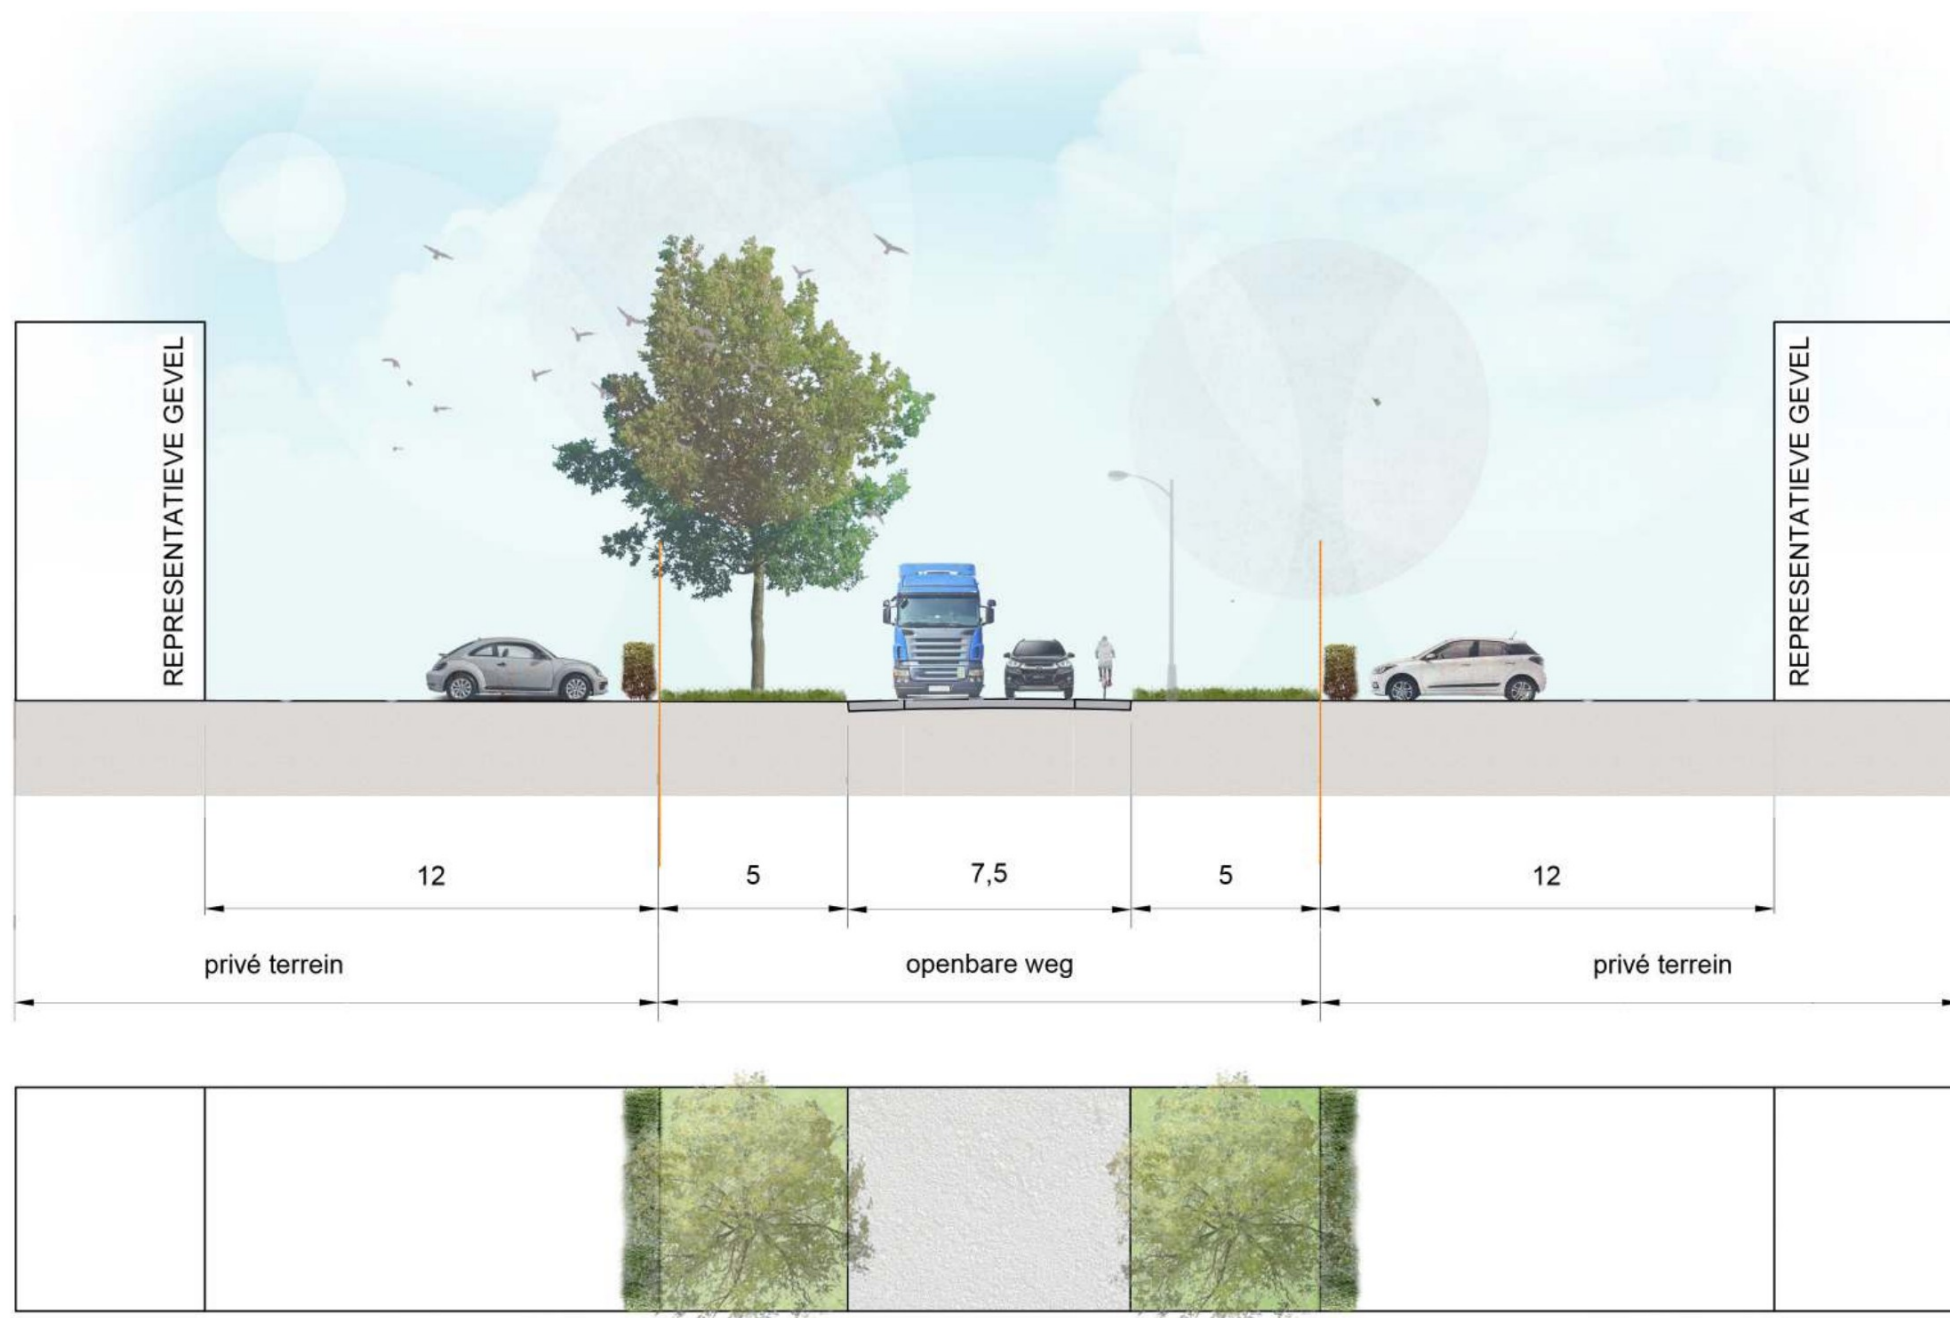 REPRESENTATIEVE GEVEL
REPRESENTATIEVE GEVEL
12
5
7,5
5
12
privé terrein
openbare weg
privé terrein